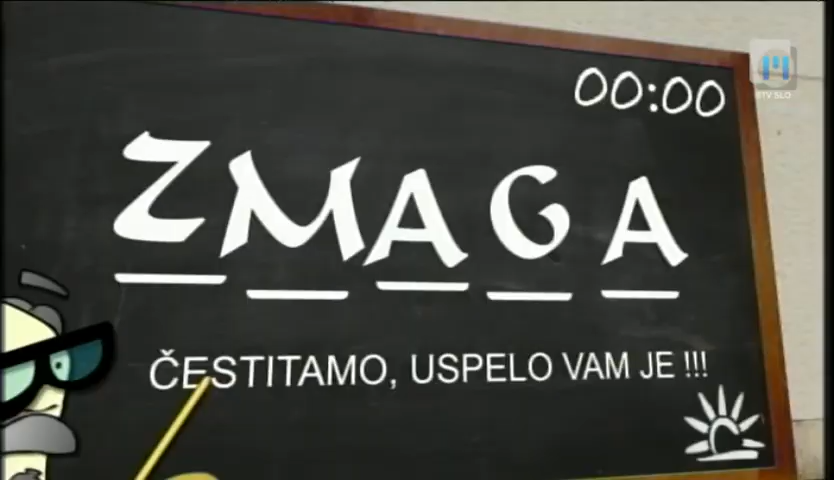 00:00
RTV SLO
ZMAGA
ČESTITAMO, USPELO VAM JE !!!